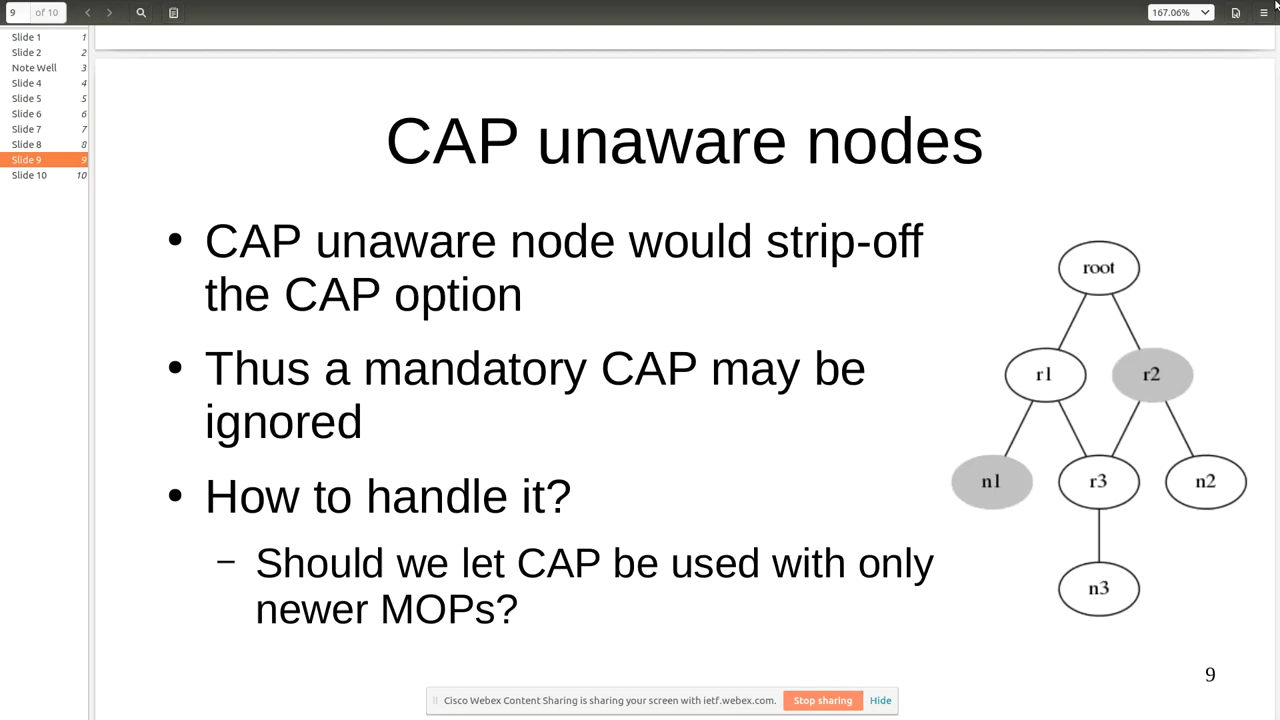 9 of 10
167.06%
Slide 1 1
Slide 2 2
Note Well 3
Slide 4 4
Slide 5 5
Slide 6 6
Slide 7 7
Slide 8 8
Slide 9 9
Slide 10 10
CAP unaware nodes
• CAP unaware node would strip-off
the CAP option
• Thus a mandatory CAP may be
ignored
• How to handle it?
– Should we let CAP be used with only
newer MOPs?
root
r1 r2
n1 r3 n2
n3
9
Cisco Webex Content Sharing is sharing your screen with ietf.webex.com. Stop sharing Hide